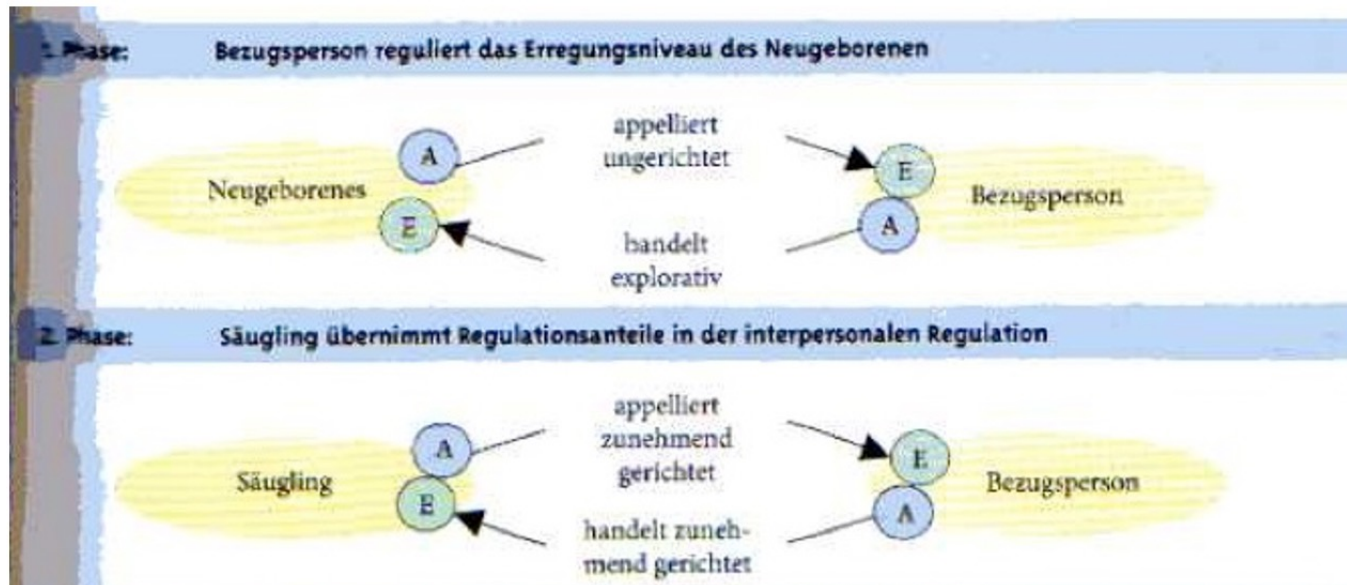 1. Phase: Bezugsperson reguliert das Erregungsniveau des Neugeborenen
appelliert
ungerichtet
A
E
Neugeborenes
Bezugsperson
E
A
handelt
explorativ
2. Phase: Säugling übernimmt Regulationsanteile in der interpersonalen Regulation
appelliert
zunehmend
gerichtet
A
E
Säugling
Bezugsperson
E
A
handelt zuneh-
mend gerichtet